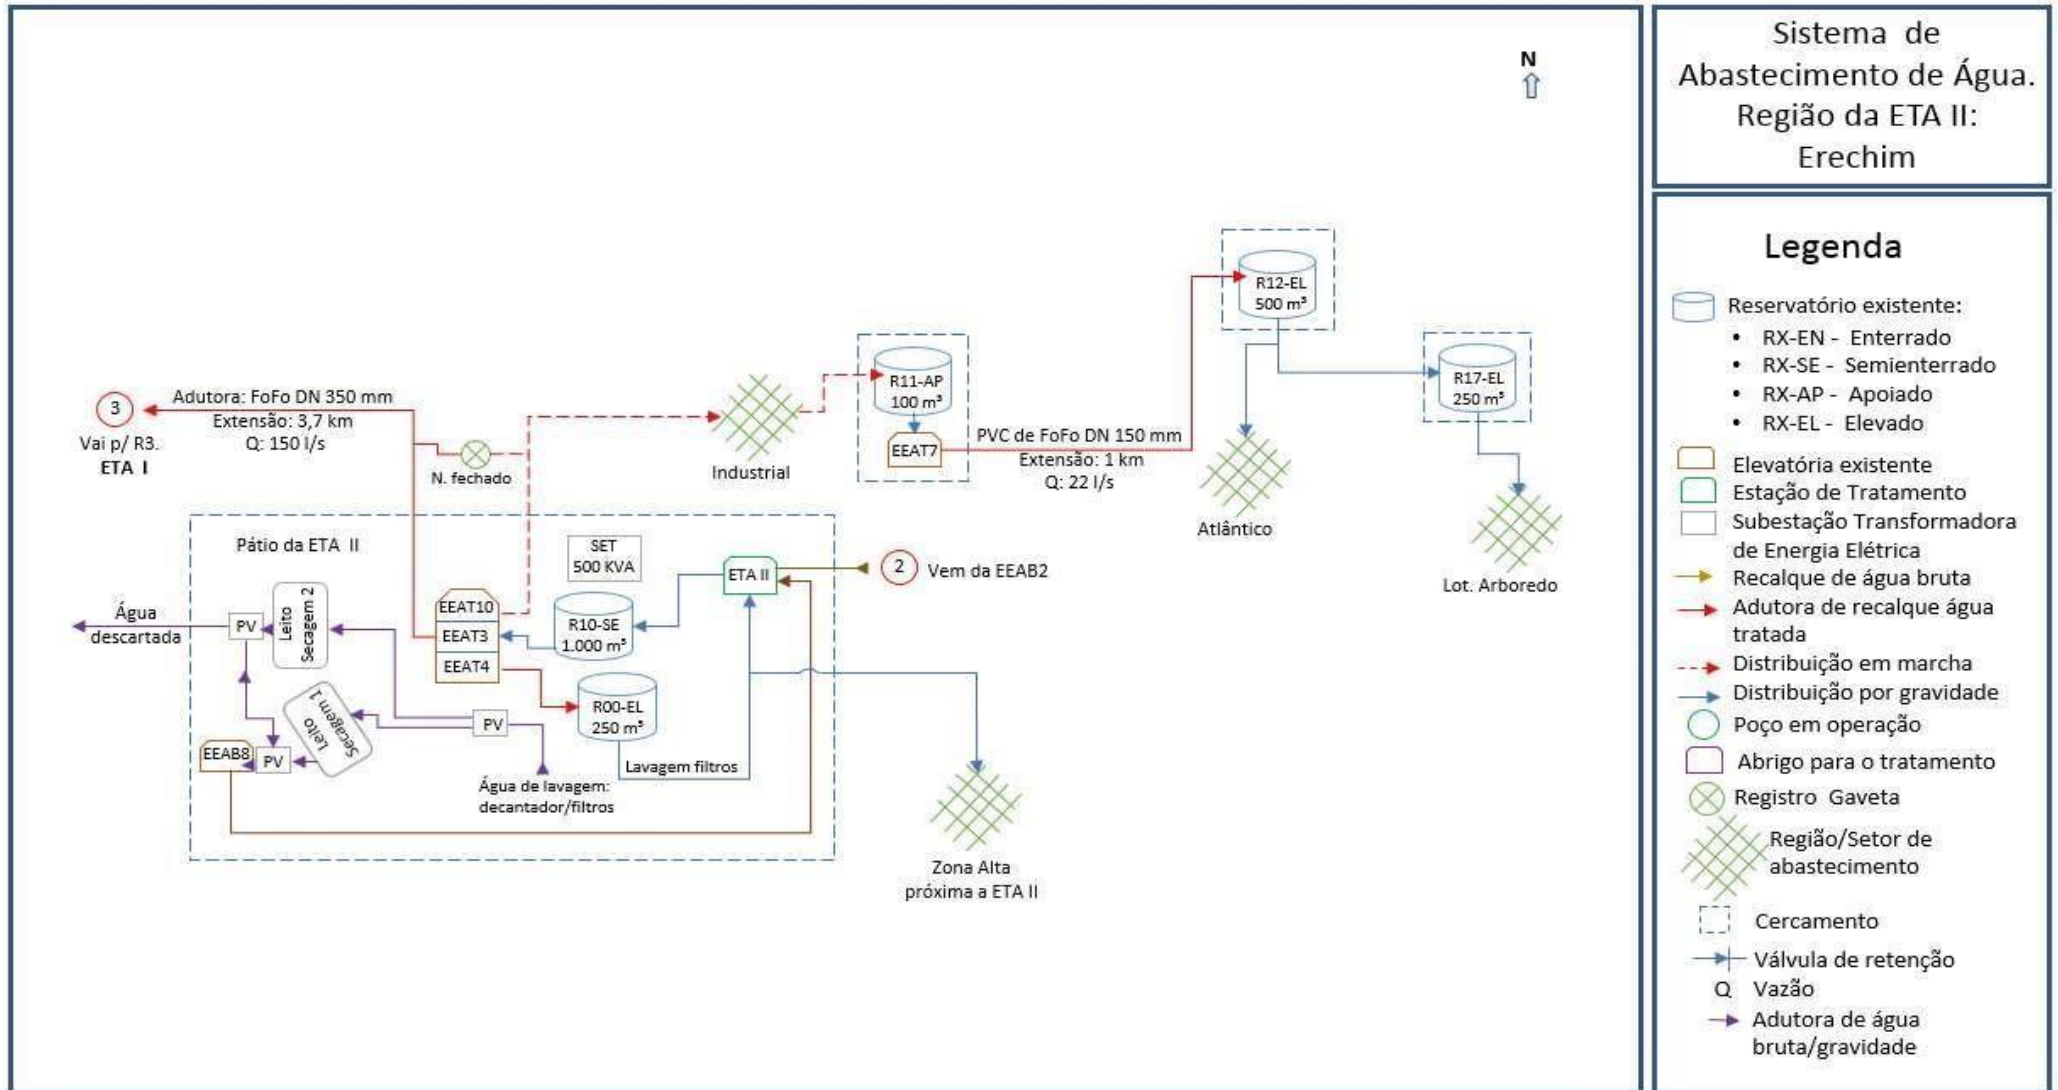 Sistema de
Abastecimento de Água.
Região da ETA II:
Erechim
N
R12-EL
500 m³
R11-AP
100 m³
R17-EL
250 m³
3
Adutora: FoFo DN 350 mm
Extensão: 3,7 km
Q: 150 l/s
Vai p/ R3.
ETA I
N. fechado
Industrial
EEAT7
PVC de FoFo DN 150 mm
Extensão: 1 km
Q: 22 l/s
Atlântico
Lot. Arboredo
Pátio da ETA II
SET
500 KVA
ETA II
2
Vem da EEAB2
Água
descartada
PV
Leito
Secagem 2
EEAT10
EEAT3
EEAT4
R10-SE
1.000 m³
R00-EL
250 m³
Leito
Secagem 1
PV
EEAB8
PV
Lavagem filtros
Água de lavagem:
decantador/filtros
Zona Alta
próxima a ETA II
Legenda
Reservatório existente:
• RX-EN - Enterrado
• RX-SE - Semienterrado
• RX-AP - Apoiado
• RX-EL - Elevado
Elevatória existente
Estação de Tratamento
Subestação Transformadora
de Energia Elétrica
Recalque de água bruta
Adutora de recalque água
tratada
Distribuição em marcha
Distribuição por gravidade
Poço em operação
Abrigo para o tratamento
Registro Gaveta
Região/Setor de
abastecimento
Cercamento
Válvula de retenção
Q Vazão
Adutora de água
bruta/gravidade